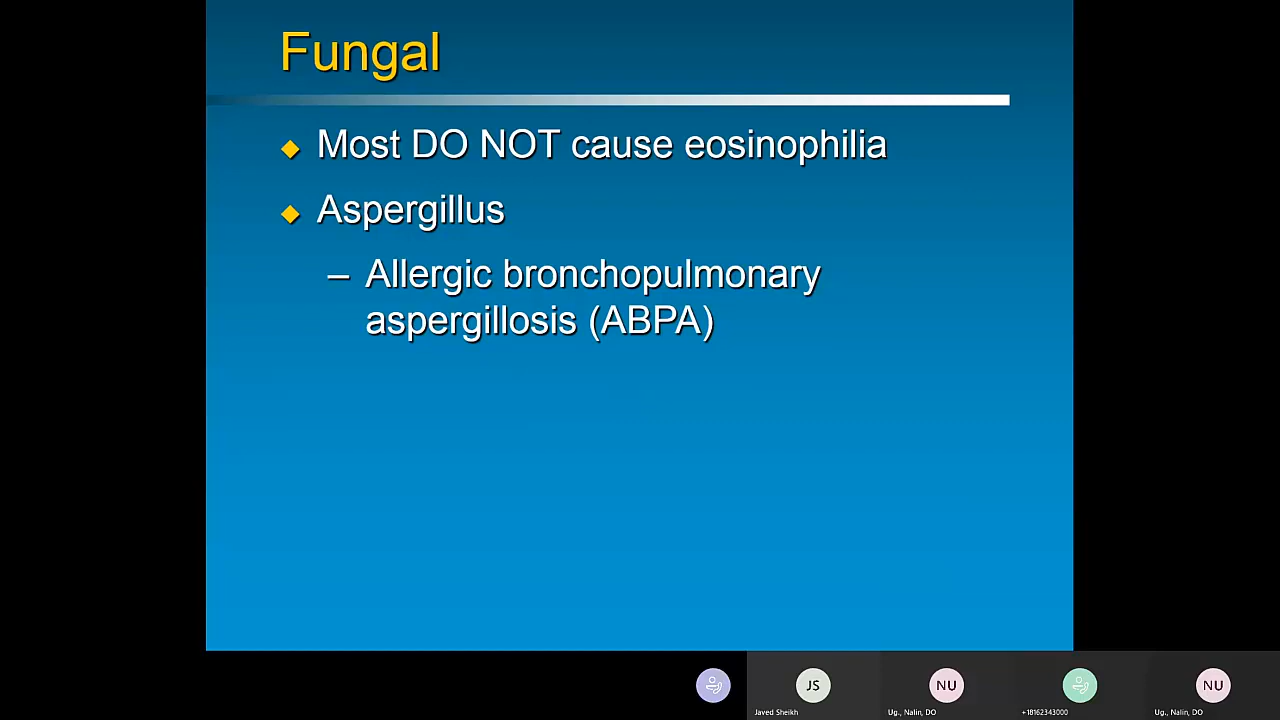 Fungal
Most DO NOT cause eosinophilia
Aspergillus
– Allergic bronchopulmonary
aspergillosis (ABPA)
JS
NU
NU
Javed Sheikh
Ug., Nalin, DO
+18162343000
Ug., Nalin, DO